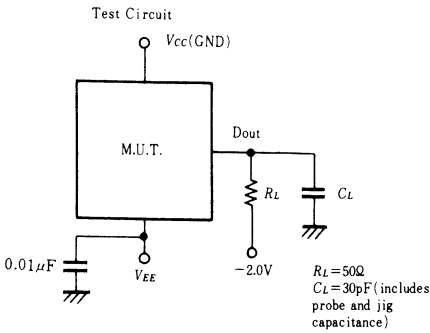 Test Circuit
Vcc(GND)
M.U.T.
Dout
RL
CL
0.01μF
VEE
−2.0V
RL=50Ω
CL=30pF(includes
probe and jig
capacitance)